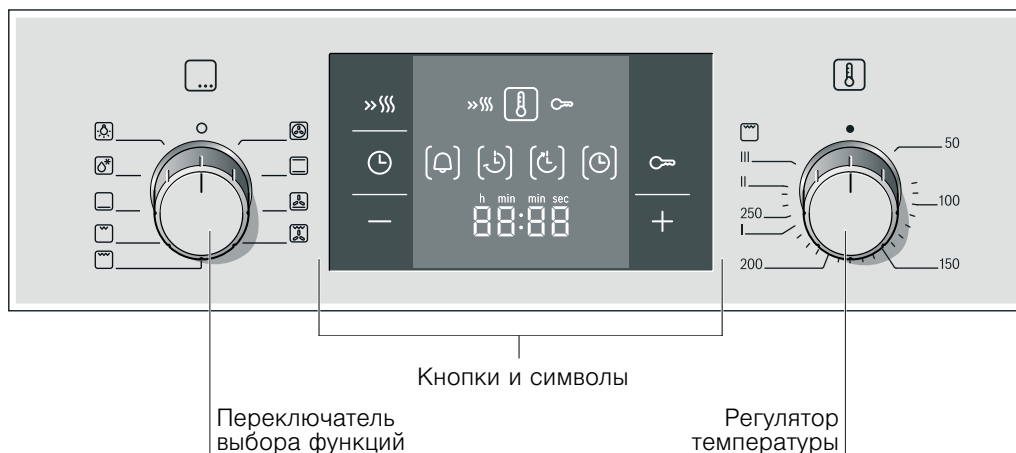 h min min sec
88:88
50
100
150
200
250
I
II
III
Кнопки и символы
Переключатель
выбора функций
Регулятор
температуры